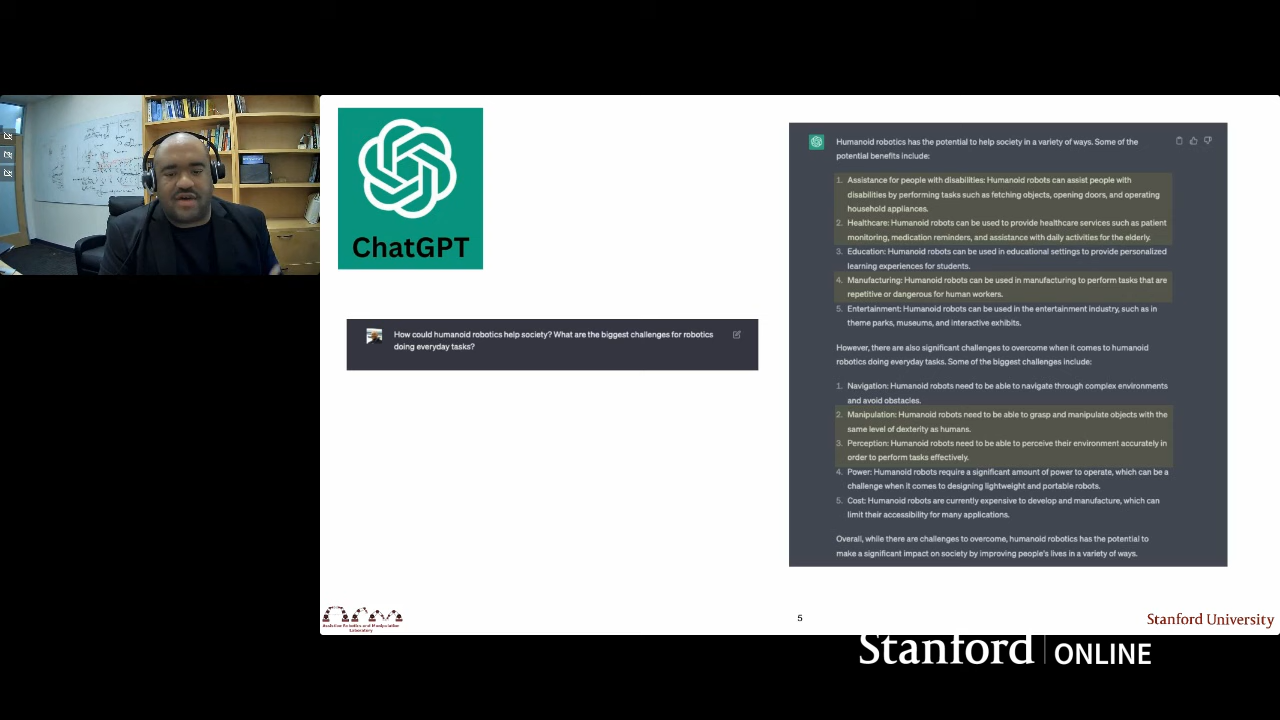 ChatGPT
How could humanoid robotics help society? What are the biggest challenges for robotics
doing everyday tasks?
Humanoid robotics has the potential to help society in a variety of ways. Some of the
potential benefits include:
1. Assistance for people with disabilities: Humanoid robots can assist people with
disabilities by performing tasks such as fetching objects, opening doors, and operating
household appliances.
2. Healthcare: Humanoid robots can be used to provide healthcare services such as patient
monitoring, medication reminders, and assistance with daily activities for the elderly.
3. Education: Humanoid robots can be used in educational settings to provide personalized
learning experiences for students.
4. Manufacturing: Humanoid robots can be used in manufacturing to perform tasks that are
repetitive or dangerous for human workers.
5. Entertainment: Humanoid robots can be used in the entertainment industry, such as in
theme parks, museums, and interactive exhibits.
However, there are also significant challenges to overcome when it comes to humanoid
robotics doing everyday tasks. Some of the biggest challenges include:
1. Navigation: Humanoid robots need to be able to navigate through complex environments
and avoid obstacles.
2. Manipulation: Humanoid robots need to be able to grasp and manipulate objects with the
same level of dexterity as humans.
3. Perception: Humanoid robots need to be able to perceive their environment accurately in
order to perform tasks effectively.
4. Power: Humanoid robots require a significant amount of power to operate, which can be a
challenge when it comes to designing lightweight and portable robots.
5. Cost: Humanoid robots are currently expensive to develop and manufacture, which can
limit their accessibility for many applications.
Overall, while there are challenges to overcome, humanoid robotics has the potential to
make a significant impact on society by improving people's lives in a variety of ways.
Assistive Robotics and Manipulation
Laboratory
5
Stanford University
Stanford ONLINE